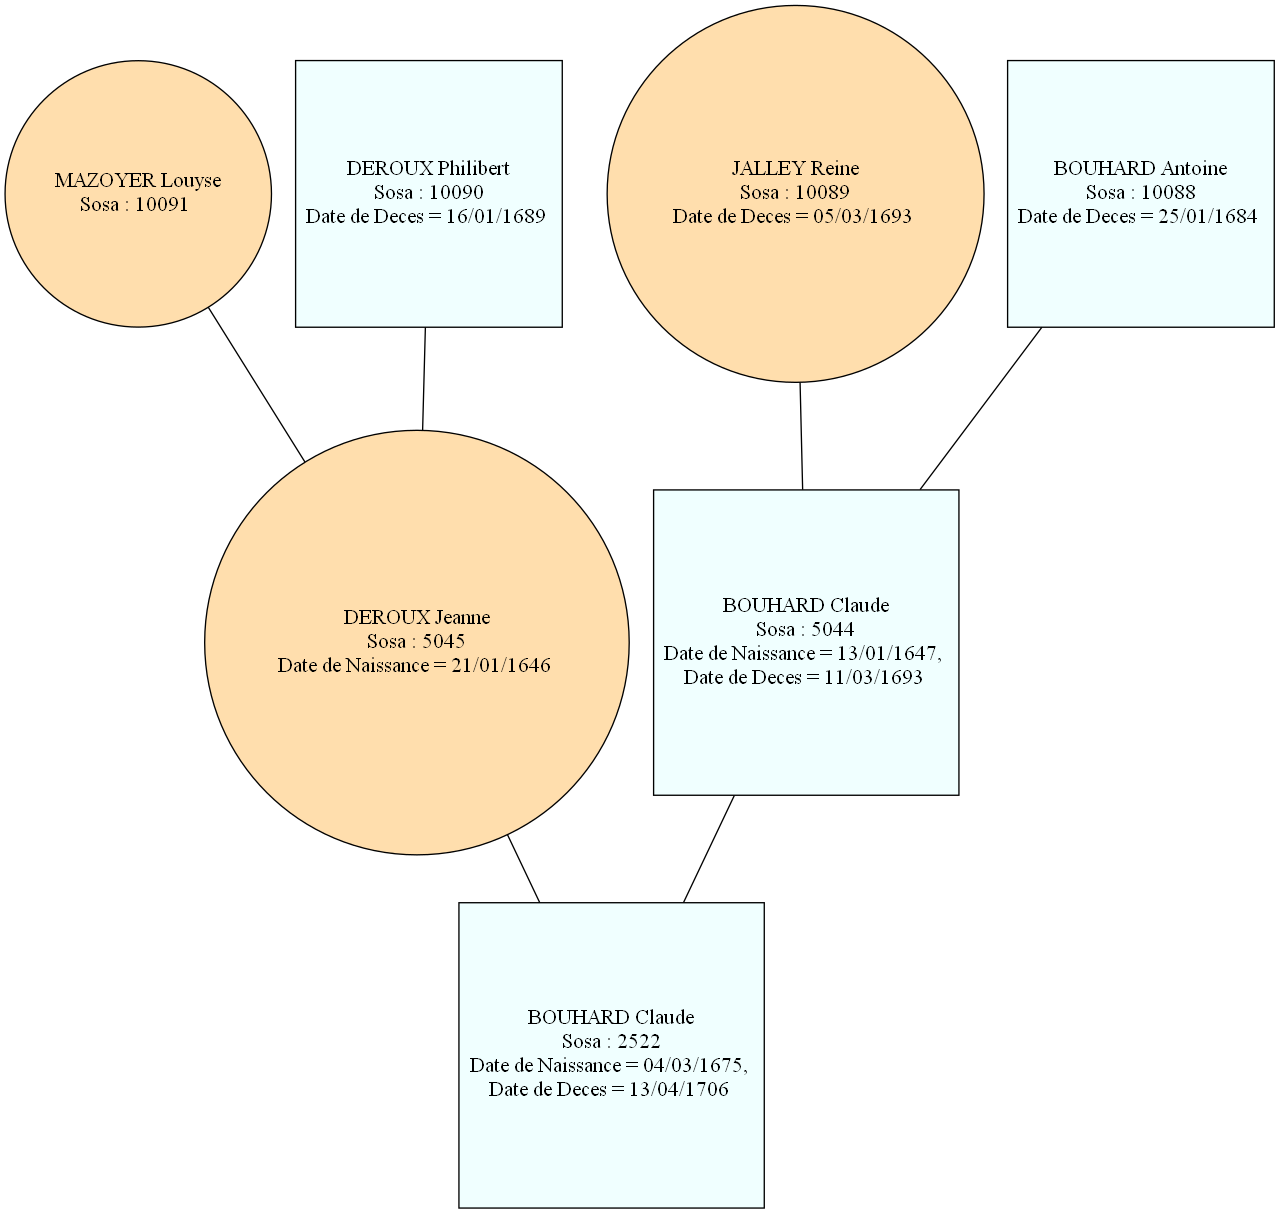 MAZOYER Louyse
Sosa : 10091
DEROUX Philibert
Sosa : 10090
Date de Deces = 16/01/1689
JALLEY Reine
Sosa : 10089
Date de Deces = 05/03/1693
BOUHARD Antoine
Sosa : 10088
Date de Deces = 25/01/1684
DEROUX Jeanne
Sosa : 5045
Date de Naissance = 21/01/1646
BOUHARD Claude
Sosa : 5044
Date de Naissance = 13/01/1647,
Date de Deces = 11/03/1693
BOUHARD Claude
Sosa : 2522
Date de Naissance = 04/03/1675,
Date de Deces = 13/04/1706